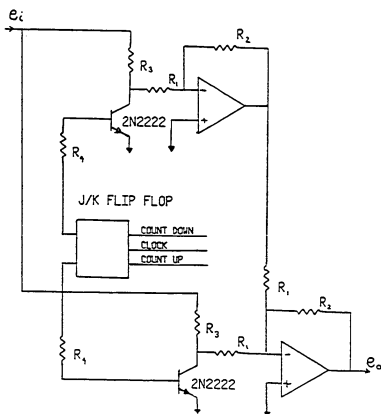 ei
R2
R3
R1
2N2222
R4
J/K FLIP FLOP
COUNT DOWN
CLOCK
COUNT UP
R1
R2
R3
R4
R1
2N2222
eo